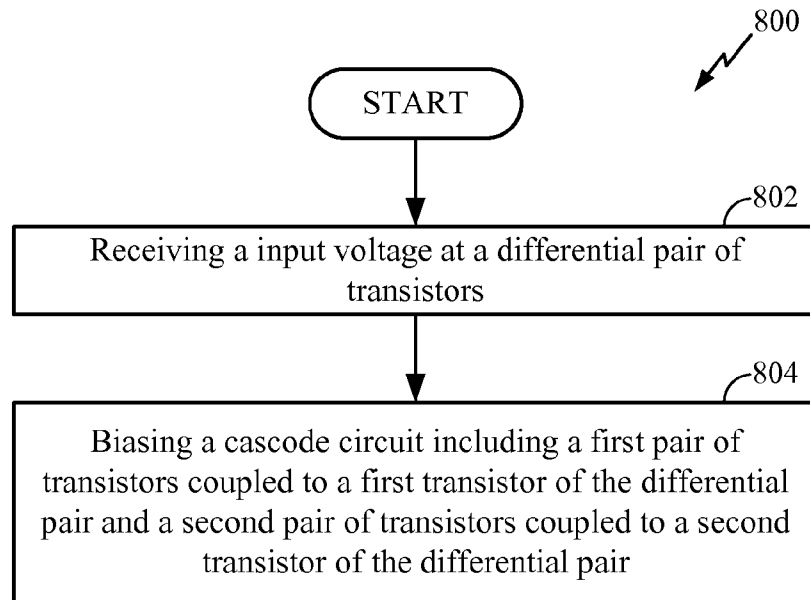 800
START
802
Receiving a input voltage at a differential pair of
transistors
804
Biasing a cascode circuit including a first pair of
transistors coupled to a first transistor of the differential
pair and a second pair of transistors coupled to a second
transistor of the differential pair